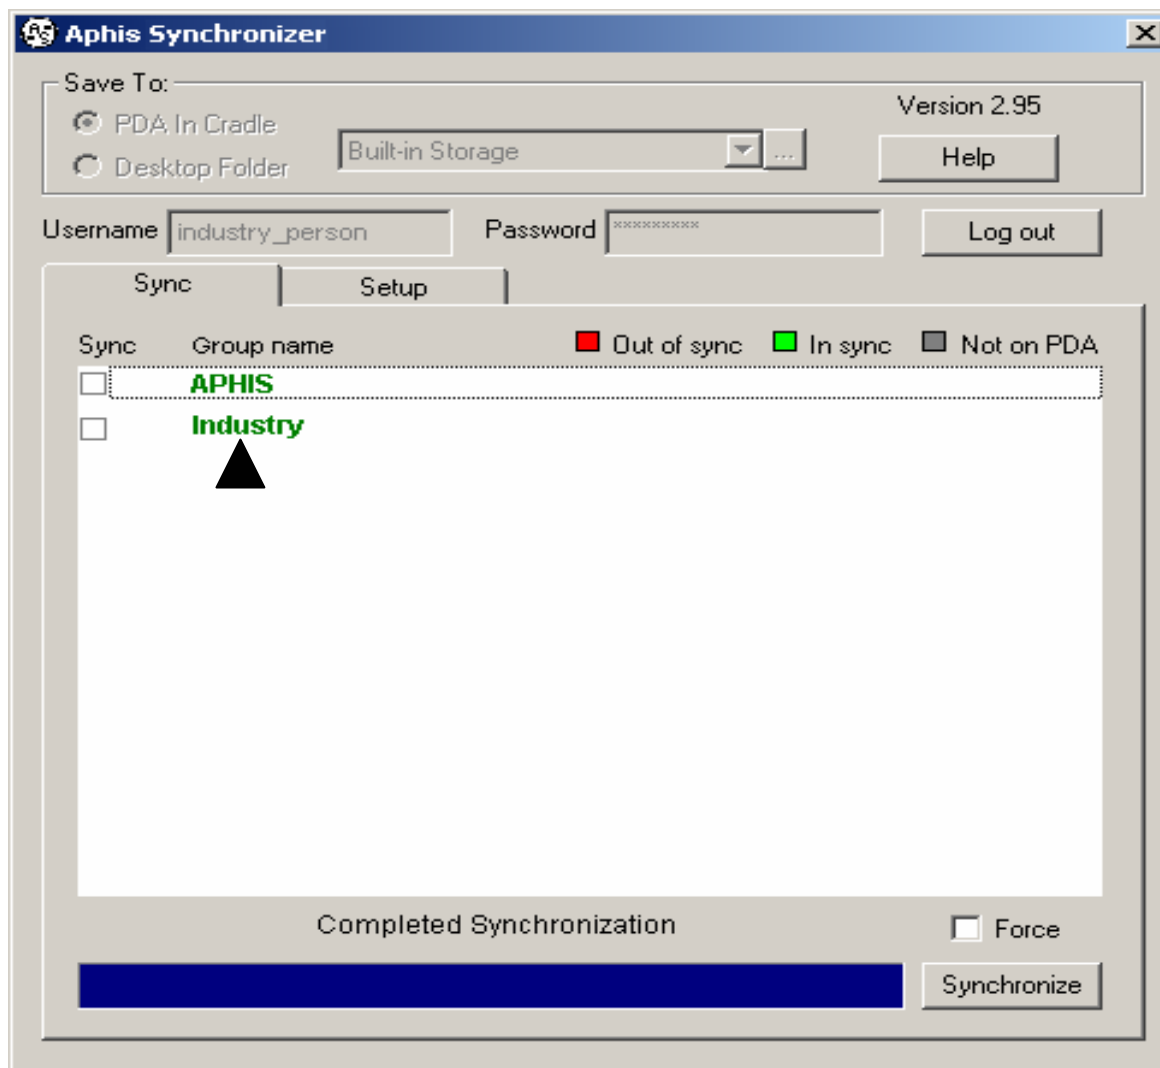 Aphis Synchronizer
Save To:
PDA In Cradle
Desktop Folder
Built-in Storage
...
Version 2.95
Help
Username industry_person Password ********* Log out
Sync Setup
Sync Group name Out of sync In sync Not on PDA
APHIS
Industry
Completed Synchronization
Force
Synchronize